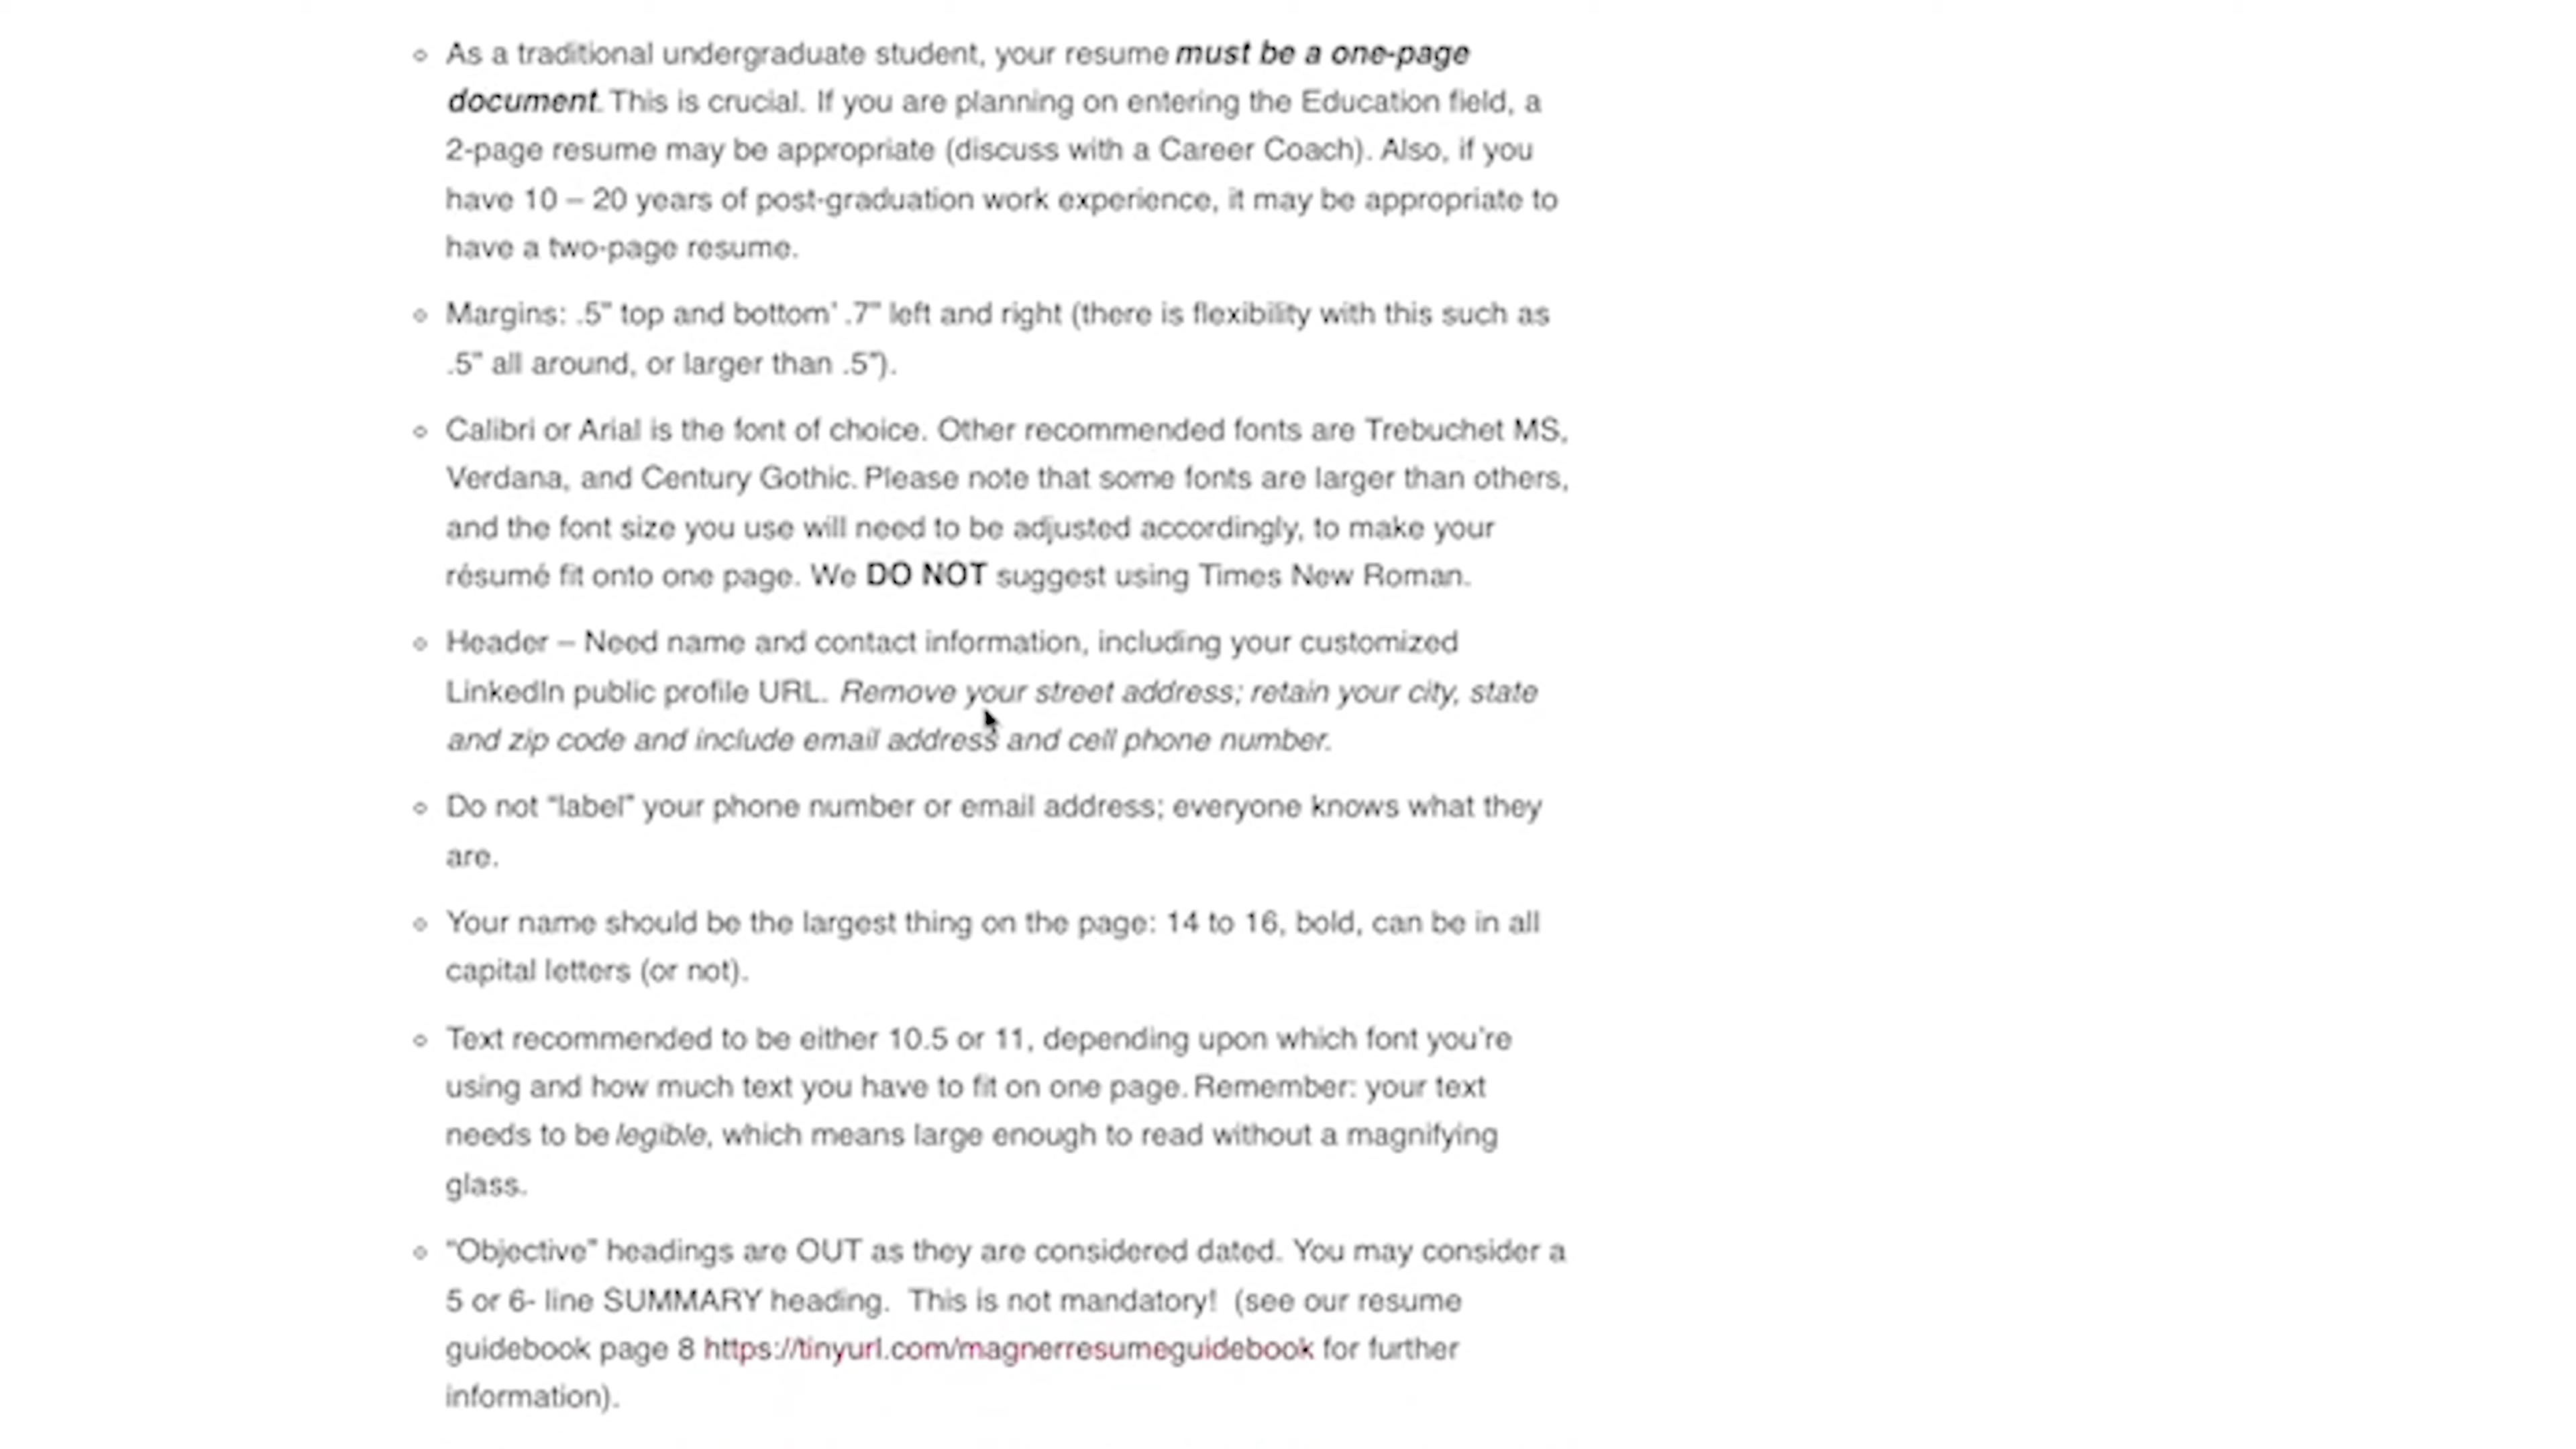 As a traditional undergraduate student, your resume must be a one-page
document. This is crucial. If you are planning on entering the Education field, a
2-page resume may be appropriate (discuss with a Career Coach). Also, if you
have 10 – 20 years of post-graduation work experience, it may be appropriate to
have a two-page resume.
Margins: .5" top and bottom' .7" left and right (there is flexibility with this such as
.5" all around, or larger than .5").
Calibri or Arial is the font of choice. Other recommended fonts are Trebuchet MS,
Verdana, and Century Gothic. Please note that some fonts are larger than others,
and the font size you use will need to be adjusted accordingly, to make your
résumé fit onto one page. We DO NOT suggest using Times New Roman.
Header – Need name and contact information, including your customized
LinkedIn public profile URL. Remove your street address; retain your city, state
and zip code and include email address and cell phone number.
Do not "label" your phone number or email address; everyone knows what they
are.
Your name should be the largest thing on the page: 14 to 16, bold, can be in all
capital letters (or not).
Text recommended to be either 10.5 or 11, depending upon which font you're
using and how much text you have to fit on one page. Remember: your text
needs to be legible, which means large enough to read without a magnifying
glass.
"Objective" headings are OUT as they are considered dated. You may consider a
5 or 6- line SUMMARY heading.  This is not mandatory!  (see our resume
guidebook page 8 https://tinyurl.com/magnerresumeguidebook for further
information).